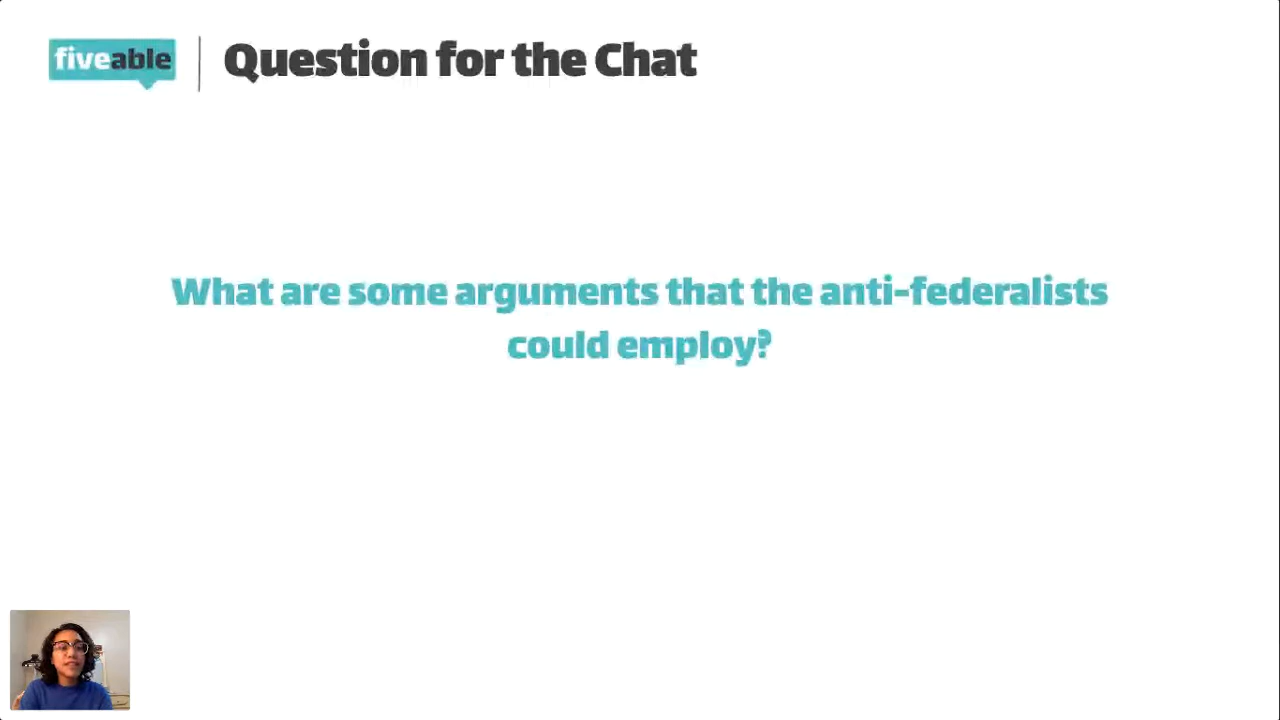 fiveable
Question for the Chat
What are some arguments that the anti-federalists
could employ?